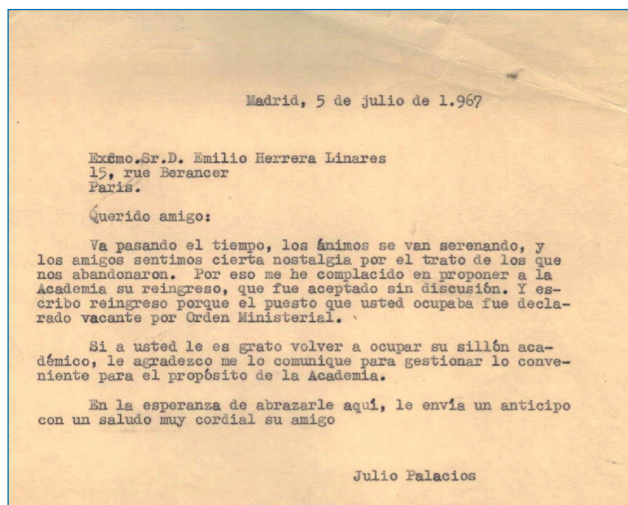 Madrid, 5 de julio de 1.967
Excmo.Sr.D. Emilio Herrera Linares
15, rue Berancer
Paris.
Querido amigo:
Va pasando el tiempo, los ánimos se van serenando, y
los amigos sentimos cierta nostalgia por el trato de los que
nos abandonaron. Por eso me he complacido en proponer a la
Academia su reingreso, que fue aceptado sin discusión. Y es-
cribo reingreso porque el puesto que usted ocupaba fue decla-
rado vacante por Orden Ministerial.
Si a usted le es grato volver a ocupar su sillón aca-
démico, le agradezco me lo comunique para gestionar lo conve-
niente para el propósito de la Academia.
En la esperanza de abrazarle aquí, le envía un anticipo
con un saludo muy cordial su amigo
Julio Palacios